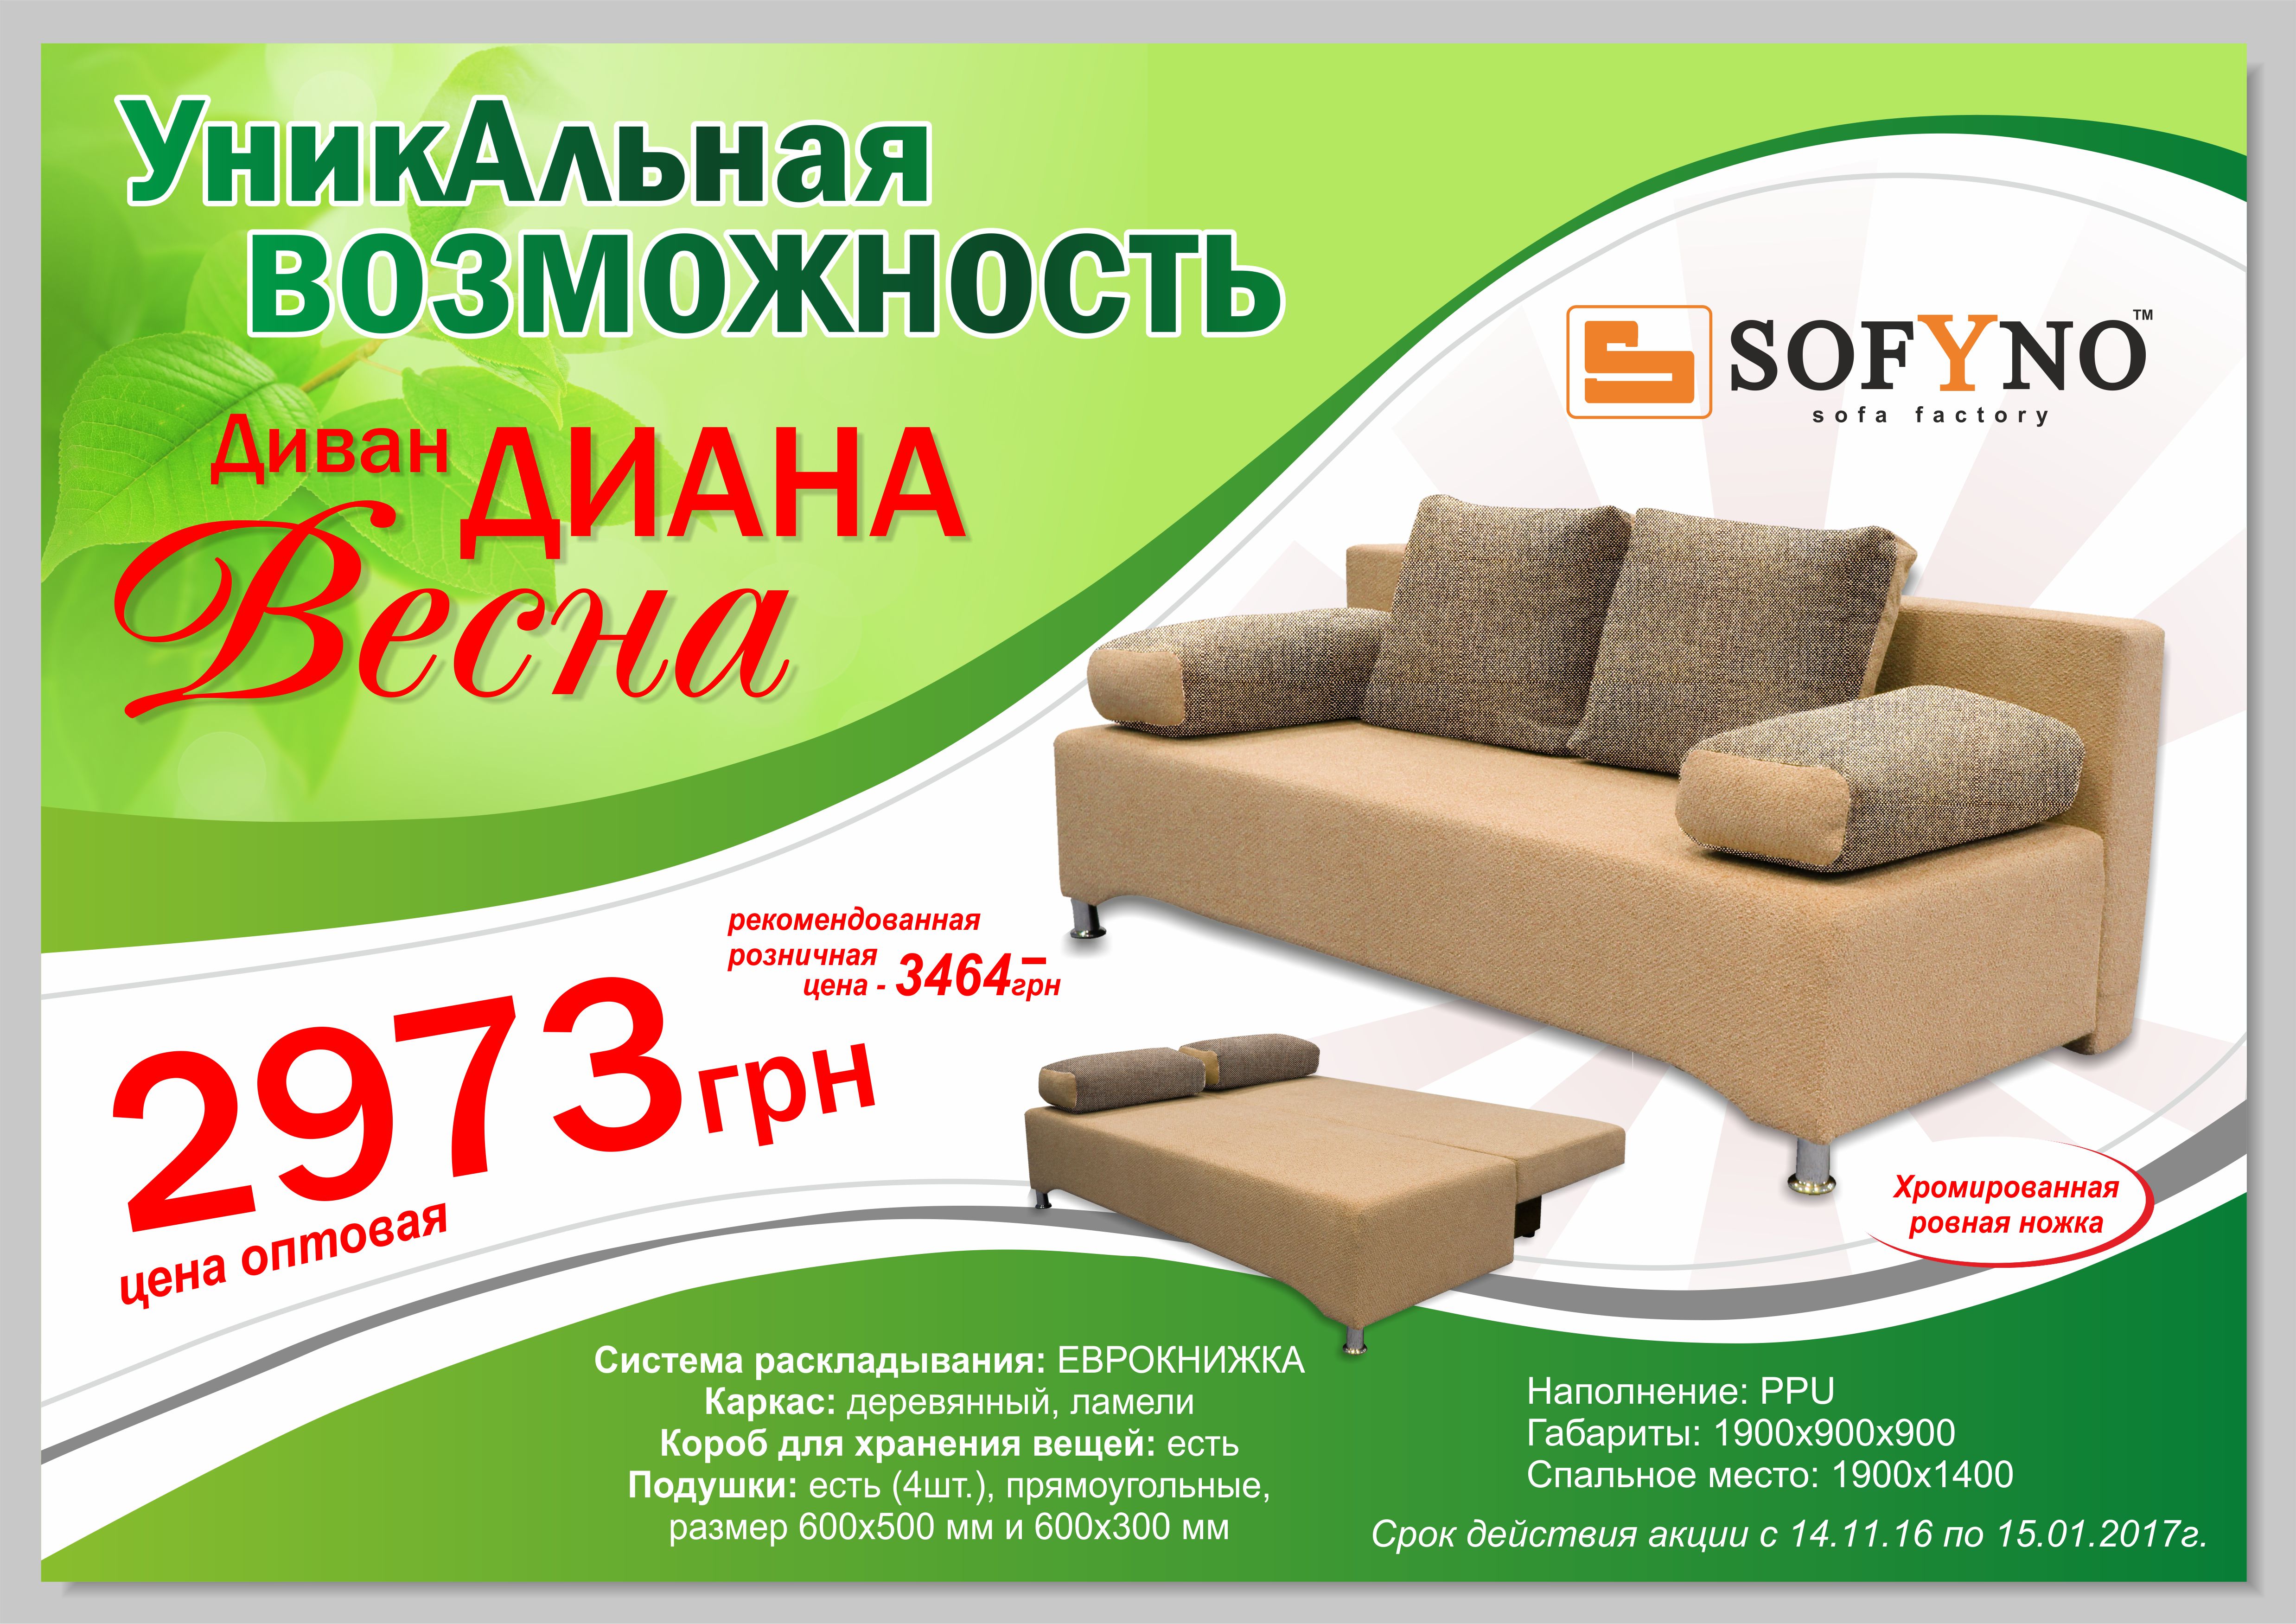 УникАльная
возможность
SOFYNO™
sofa factory
Диван ДИАНА
Весна
рекомендованная
розничная
цена - 3464 грн
2973грн
цена оптовая
Хромированная
ровная ножка
Система раскладывания: ЕВРОКНИЖКА
Каркас: деревянный, ламели
Короб для хранения вещей: есть
Подушки: есть (4шт.), прямоугольные,
размер 600х500 мм и 600х300 мм
Наполнение: PPU
Габариты: 1900х900х900
Спальное место: 1900х1400
Срок действия акции с 14.11.16 по 15.01.2017г.